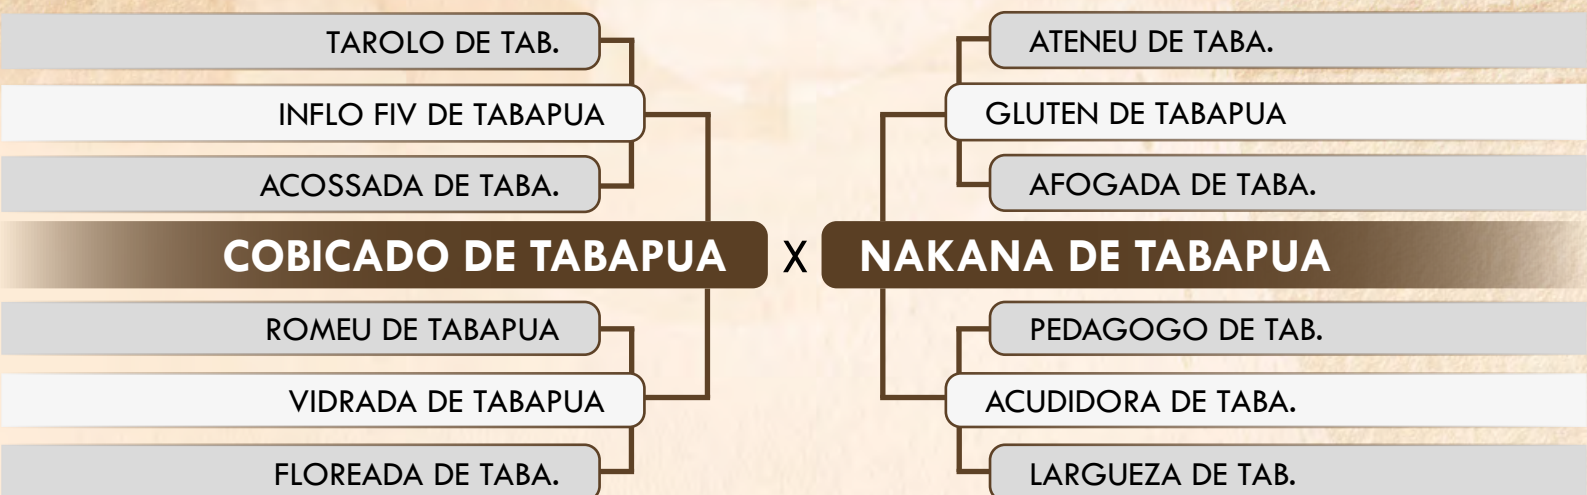 TAROLO DE TAB.
INFLO FIV DE TABAPUA
ACOSSADA DE TABA.
COBICADO DE TABAPUA
ROMEU DE TABAPUA
VIDRADA DE TABAPUA
FLOREADA DE TABA.
X
ATENEU DE TABA.
GLUTEN DE TABAPUA
AFOGADA DE TABA.
NAKANA DE TABAPUA
PEDAGOGO DE TAB.
ACUDIDORA DE TABA.
LARGUEZA DE TAB.